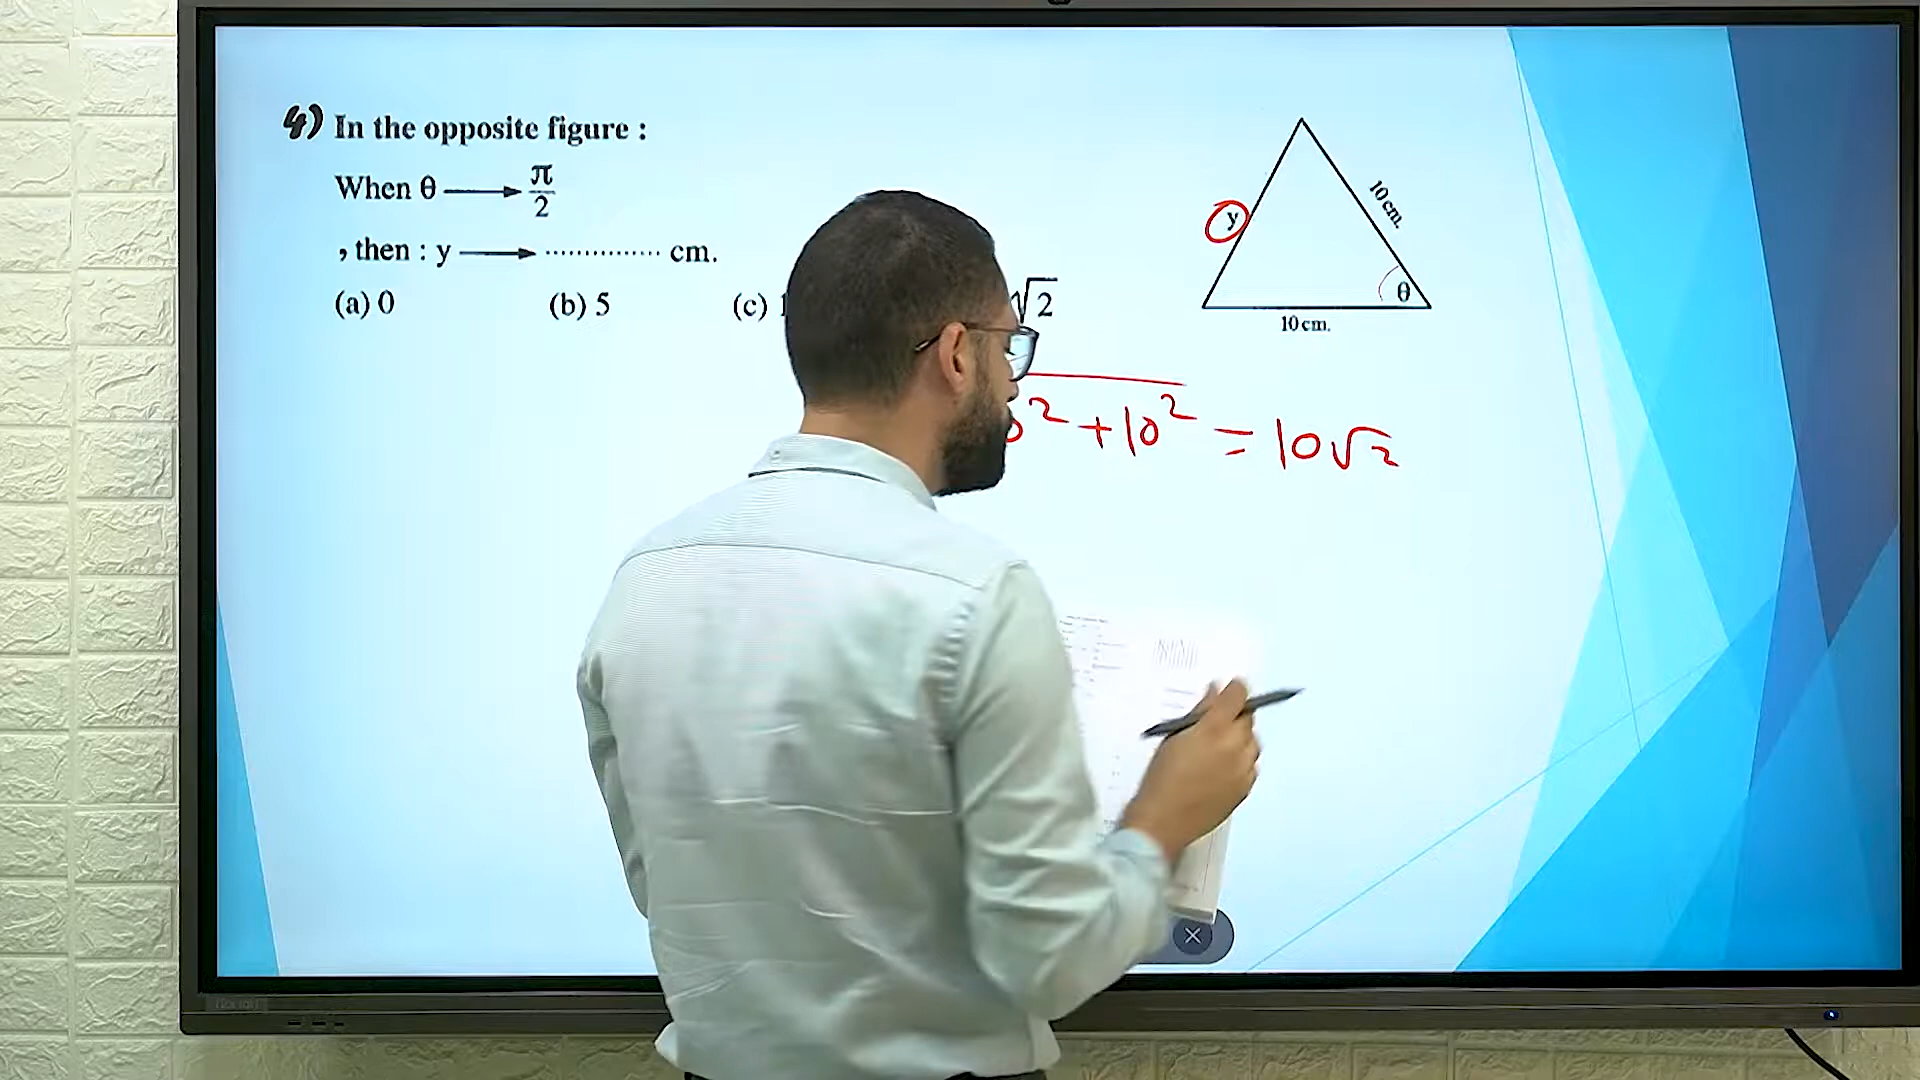 4) In the opposite figure :
When θ ⟶ π/2
, then : y ⟶ ............... cm.
(a) 0 (b) 5 (c) √2
y
10 cm.
θ
10 cm.
² + 10² = 10√2